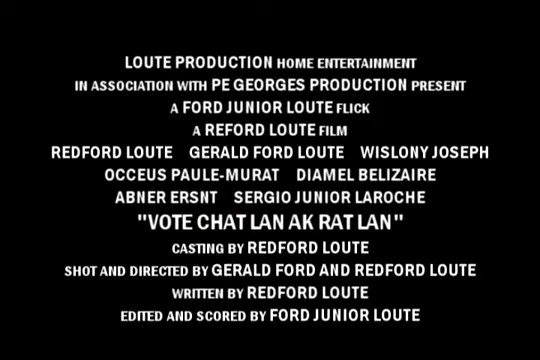 LOUTE PRODUCTION HOME ENTERTAINMENT
IN ASSOCIATION WITH PE GEORGES PRODUCTION PRESENT
A FORD JUNIOR LOUTE FLICK
A REFORD LOUTE FILM
REDFORD LOUTE GERALD FORD LOUTE WISLONY JOSEPH
OCCEUS PAULE-MURAT DIAMEL BELIZAIRE
ABNER ERSNT SERGIO JUNIOR LAROCHE
"VOTE CHAT LAN AK RAT LAN"
CASTING BY REDFORD LOUTE
SHOT AND DIRECTED BY GERALD FORD AND REDFORD LOUTE
WRITTEN BY REDFORD LOUTE
EDITED AND SCORED BY FORD JUNIOR LOUTE